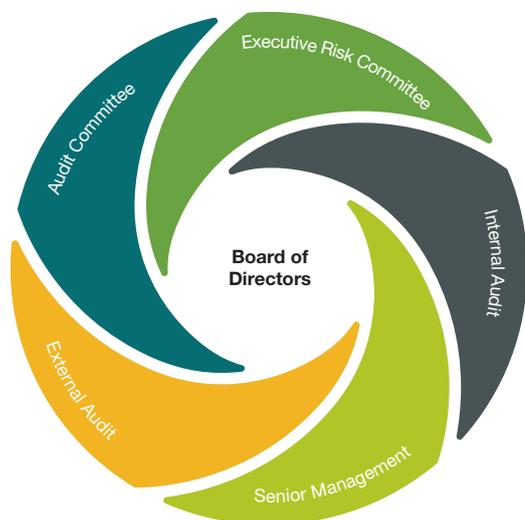 Executive Risk Committee
Audit Committee
Internal Audit
Board of
Directors
External Audit
Senior Management